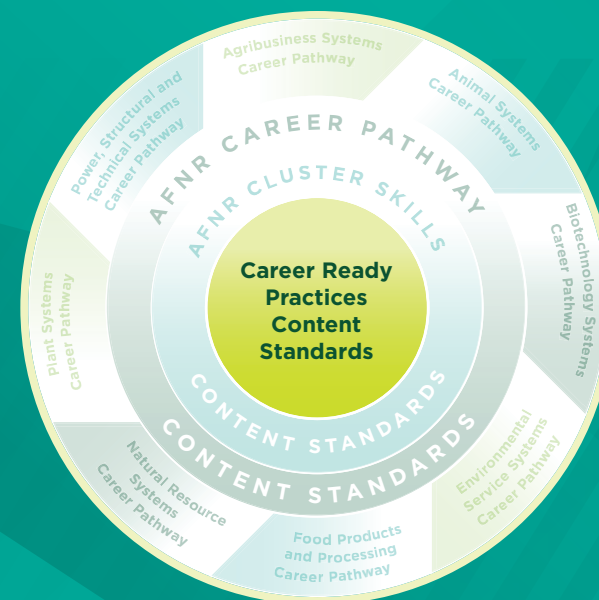 Agribusiness Systems
Career Pathway
Animal Systems
Career Pathway
Biotechnology Systems
Career Pathway
Environmental
Service Systems
Career Pathway
Food Products
and Processing
Career Pathway
Natural Resource
Systems
Career Pathway
Plant Systems
Career Pathway
Power, Structural and
Technical Systems
Career Pathway
AFNR CAREER PATHWAY
CONTENT STANDARDS
AFNR CLUSTER SKILLS
CONTENT STANDARDS
Career Ready
Practices
Content
Standards